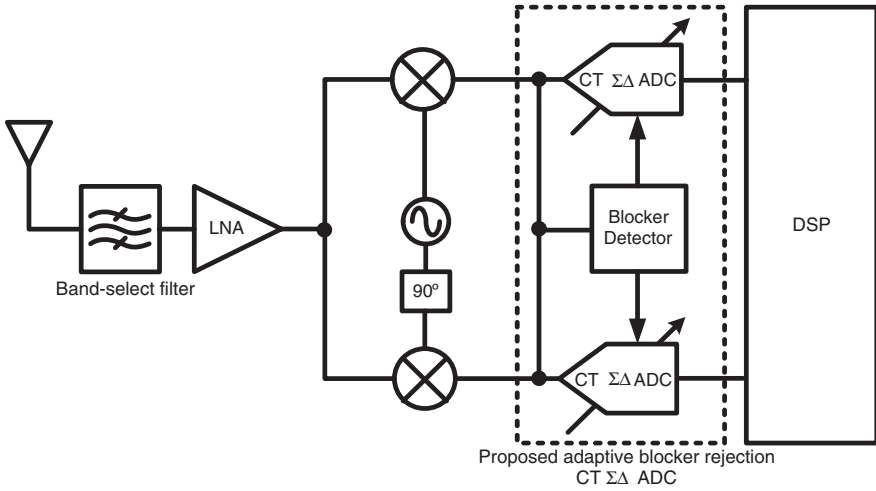 CT ΣΔ ADC
LNA
Blocker
Detector
DSP
Band-select filter
90º
CT ΣΔ ADC
Proposed adaptive blocker rejection
CT ΣΔ ADC